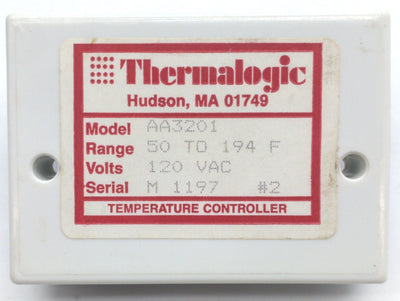 Thermalogic
Hudson, MA 01749
Model AA3201
Range 50 TO 194 F
Volts 120 VAC
Serial M 1197 #2
TEMPERATURE CONTROLLER